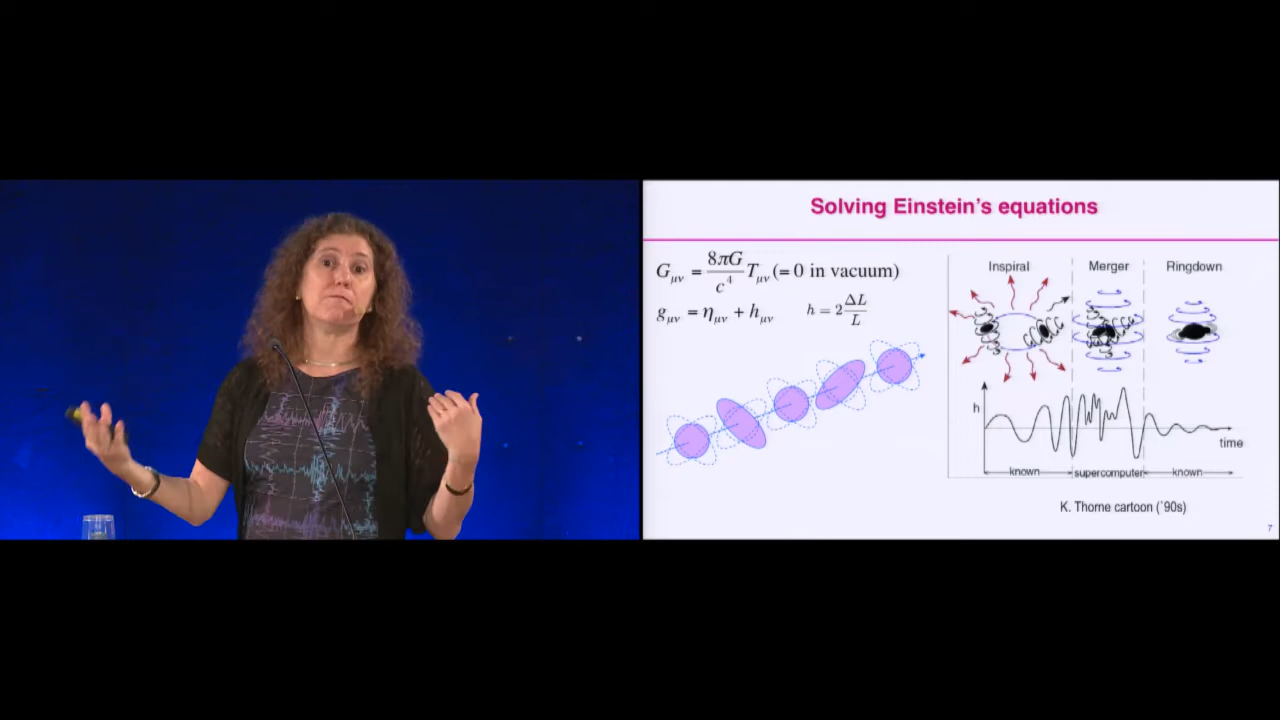 Solving Einstein's equations
G_μν = 8πG/c⁴ T_μν (= 0 in vacuum)
g_μν = η_μν + h_μν h = 2 ΔL/L
Inspiral Merger Ringdown
h
time
known supercomputer known
K. Thorne cartoon (`90s)
7